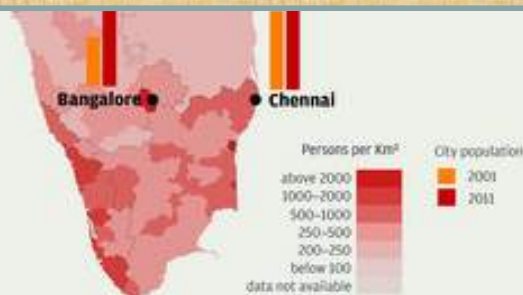 Bangalore
Chennai
Persons per Km²
above 2000
1000–2000
500–1000
250–500
200–250
below 100
data not available
City population
2001
2011